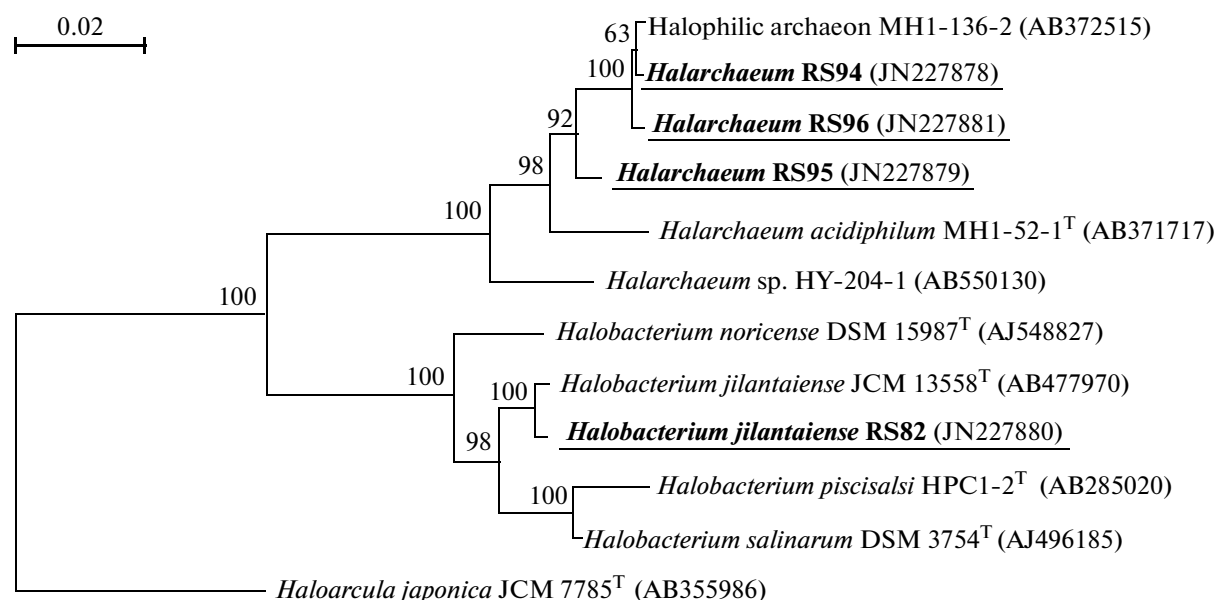 0.02
63
Halophilic archaeon MH1-136-2 (AB372515)
100
Halarchaeum RS94 (JN227878)
92
Halarchaeum RS96 (JN227881)
98
Halarchaeum RS95 (JN227879)
100
Halarchaeum acidiphilum MH1-52-1ᵀ (AB371717)
Halarchaeum sp. HY-204-1 (AB550130)
100
Halobacterium noricense DSM 15987ᵀ (AJ548827)
100
100
Halobacterium jilantaiense JCM 13558ᵀ (AB477970)
Halobacterium jilantaiense RS82 (JN227880)
98
Halobacterium piscisalsi HPC1-2ᵀ (AB285020)
100
Halobacterium salinarum DSM 3754ᵀ (AJ496185)
Haloarcula japonica JCM 7785ᵀ (AB355986)